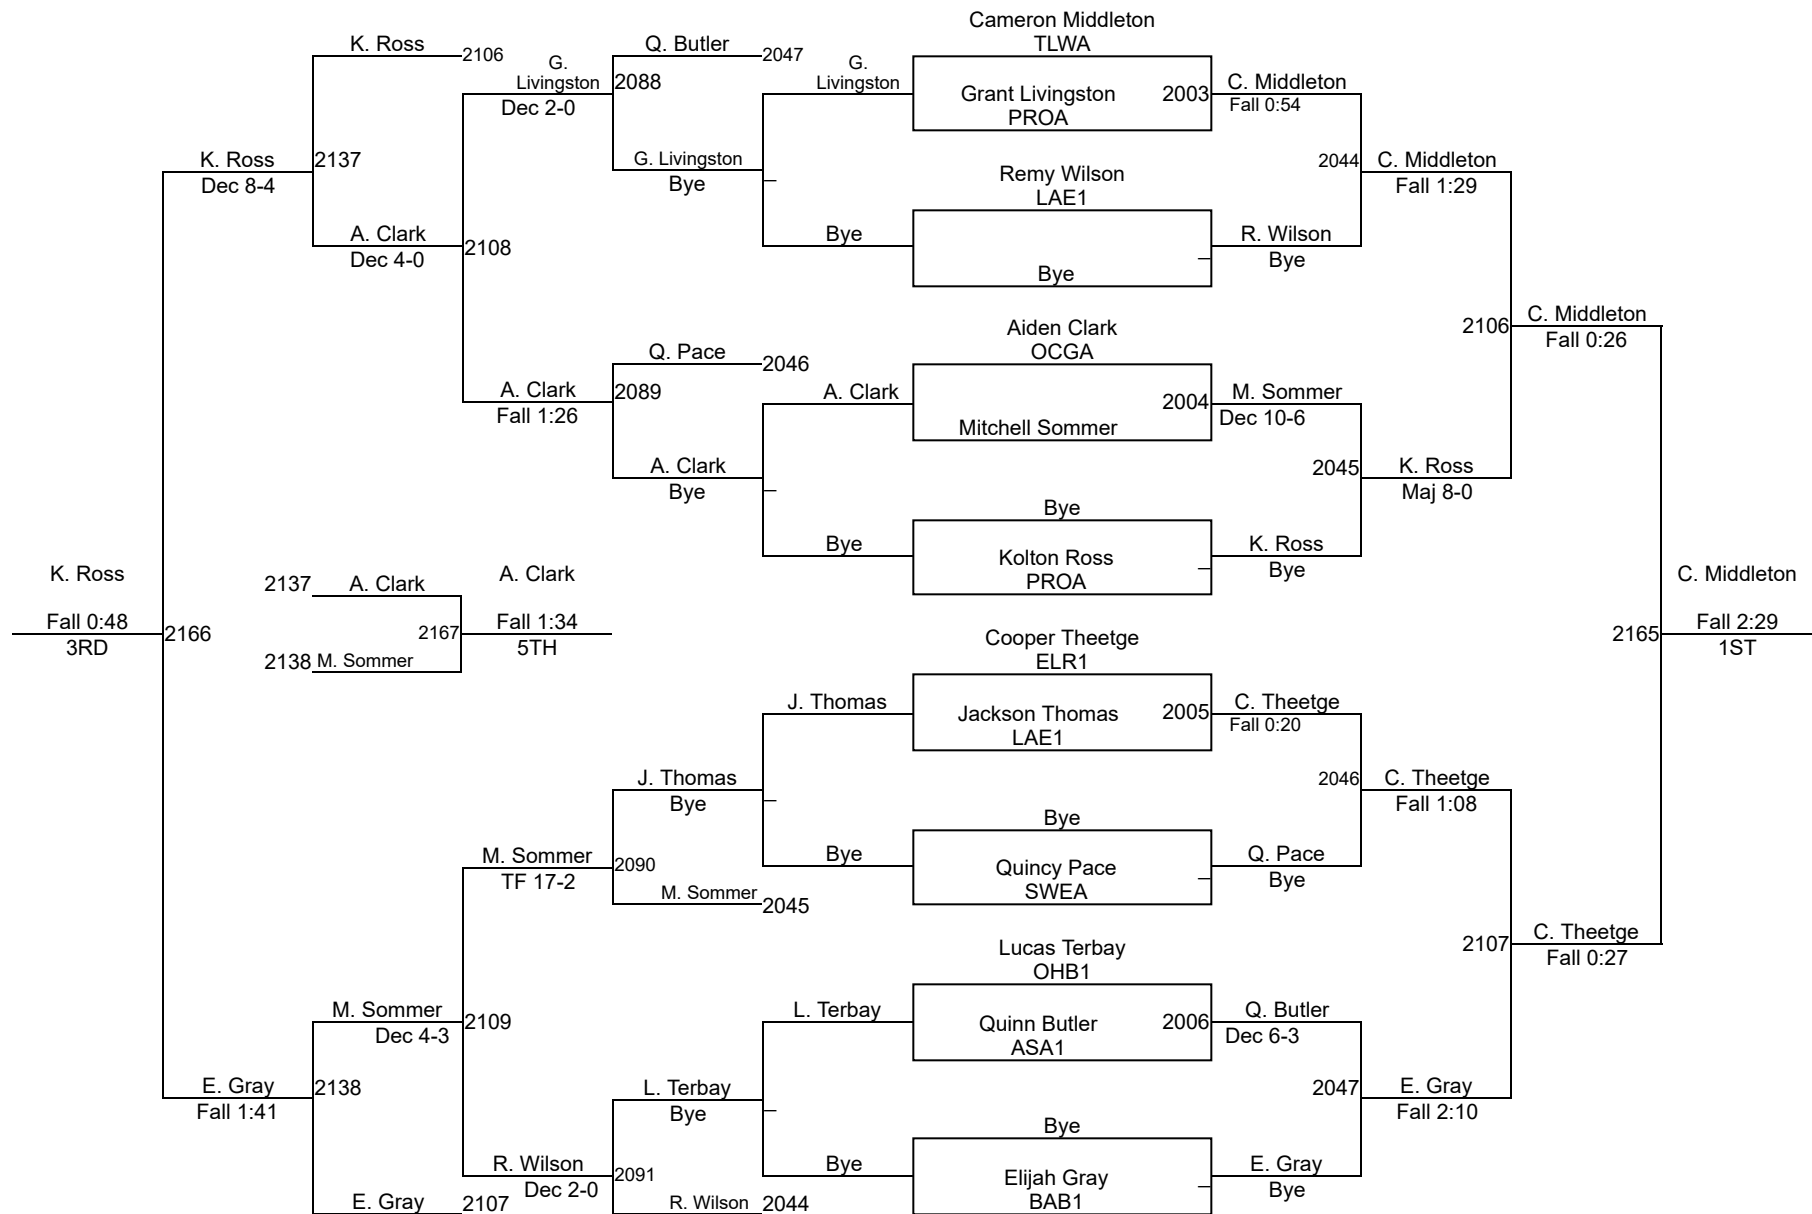 Cameron Middleton
TLWA
K. Ross
2106
Q. Butler
2047
G.
Livingston
2088
Dec 2-0
G.
Livingston
Grant Livingston
PROA
2003
C. Middleton
Fall 0:54
K. Ross
2137
Dec 8-4
G. Livingston
Bye
Remy Wilson
LAE1
2044
C. Middleton
Fall 1:29
A. Clark
Dec 4-0
2108
Bye
Bye
R. Wilson
Bye
2106
C. Middleton
Fall 0:26
Aiden Clark
OCGA
Q. Pace
2046
A. Clark
Fall 1:26
2089
A. Clark
Mitchell Sommer
2004
M. Sommer
Dec 10-6
A. Clark
Bye
2045
K. Ross
Maj 8-0
Bye
Bye
Kolton Ross
PROA
K. Ross
Bye
K. Ross
Fall 0:48
3RD
2166
2137
A. Clark
2138
M. Sommer
2167
A. Clark
Fall 1:34
5TH
2165
C. Middleton
Fall 2:29
1ST
Cooper Theetge
ELR1
J. Thomas
Jackson Thomas
LAE1
2005
C. Theetge
Fall 0:20
J. Thomas
Bye
2046
C. Theetge
Fall 1:08
Bye
M. Sommer
TF 17-2
2090
Bye
Quincy Pace
SWEA
Q. Pace
Bye
M. Sommer
2045
2107
C. Theetge
Fall 0:27
Lucas Terbay
OHB1
M. Sommer
Dec 4-3
2109
L. Terbay
Quinn Butler
ASA1
2006
Q. Butler
Dec 6-3
E. Gray
Fall 1:41
2138
L. Terbay
Bye
2047
E. Gray
Fall 2:10
Bye
R. Wilson
Dec 2-0
2091
Bye
Elijah Gray
BAB1
E. Gray
Bye
E. Gray
2107
R. Wilson
2044